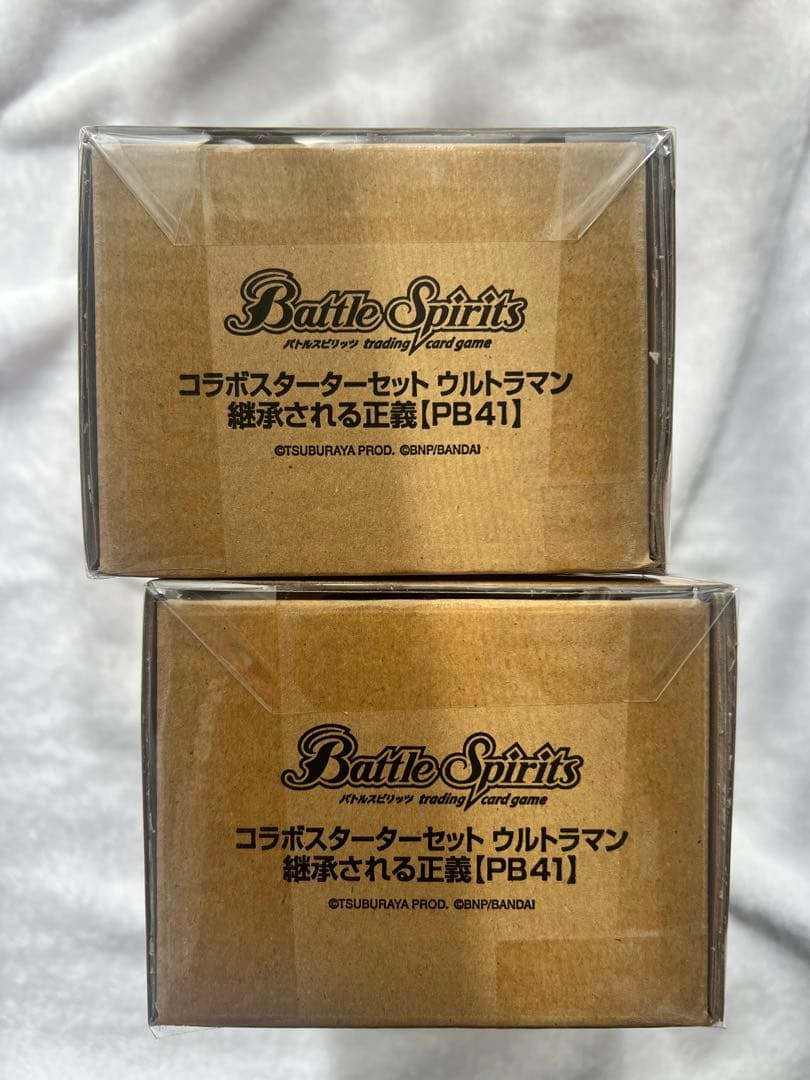 Battle Spirits
バトルスピリッツ trading card game
コラボスターターセット ウルトラマン
継承される正義【PB41】
©TSUBURAYA PROD. ©BNP/BANDAI
Battle Spirits
バトルスピリッツ trading card game
コラボスターターセット ウルトラマン
継承される正義【PB41】
©TSUBURAYA PROD. ©BNP/BANDAI